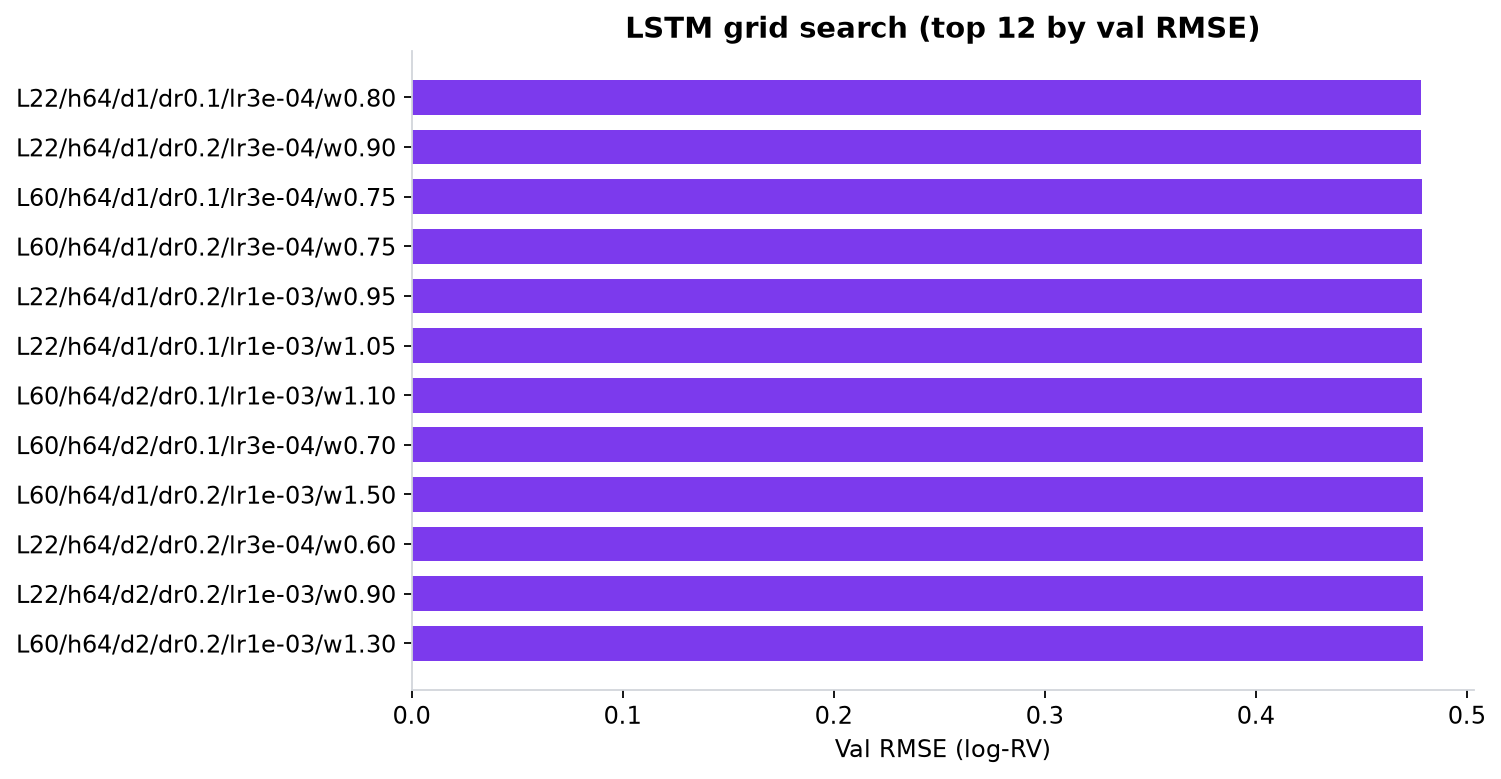 LSTM grid search (top 12 by val RMSE)
L22/h64/d1/dr0.1/lr3e-04/w0.80
L22/h64/d1/dr0.2/lr3e-04/w0.90
L60/h64/d1/dr0.1/lr3e-04/w0.75
L60/h64/d1/dr0.2/lr3e-04/w0.75
L22/h64/d1/dr0.2/lr1e-03/w0.95
L22/h64/d1/dr0.1/lr1e-03/w1.05
L60/h64/d2/dr0.1/lr1e-03/w1.10
L60/h64/d2/dr0.1/lr3e-04/w0.70
L60/h64/d1/dr0.2/lr1e-03/w1.50
L22/h64/d2/dr0.2/lr3e-04/w0.60
L22/h64/d2/dr0.2/lr1e-03/w0.90
L60/h64/d2/dr0.2/lr1e-03/w1.30
0.0 0.1 0.2 0.3 0.4 0.5
Val RMSE (log-RV)